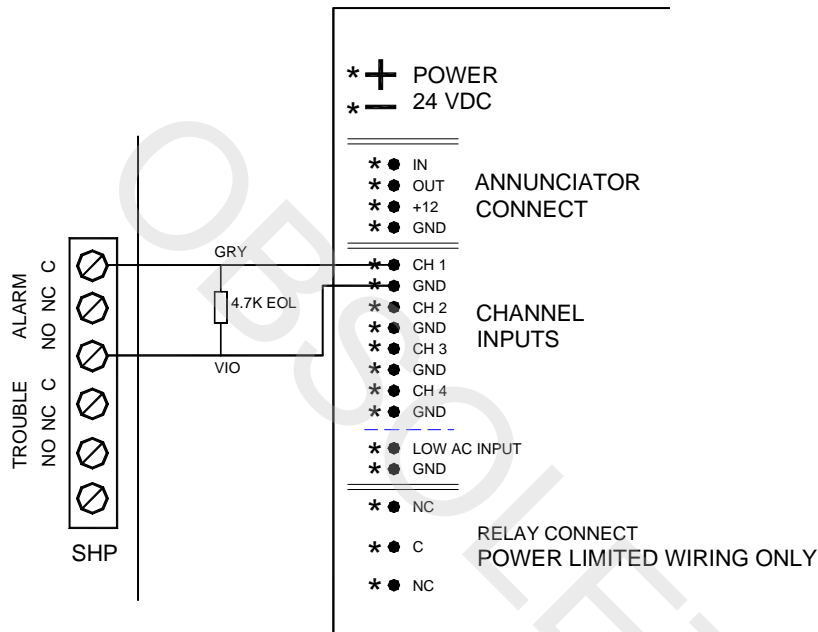 POWER
24 VDC
* +
* −
* IN
* OUT
* +12
* GND
ANNUNCIATOR
CONNECT
GRY
4.7K EOL
VIO
ALARM
NO NC C
TROUBLE
NO NC C
SHP
* CH 1
* GND
* CH 2
* GND
* CH 3
* GND
* CH 4
* GND
CHANNEL
INPUTS
* LOW AC INPUT
* GND
* NC
* C
* NC
RELAY CONNECT
POWER LIMITED WIRING ONLY